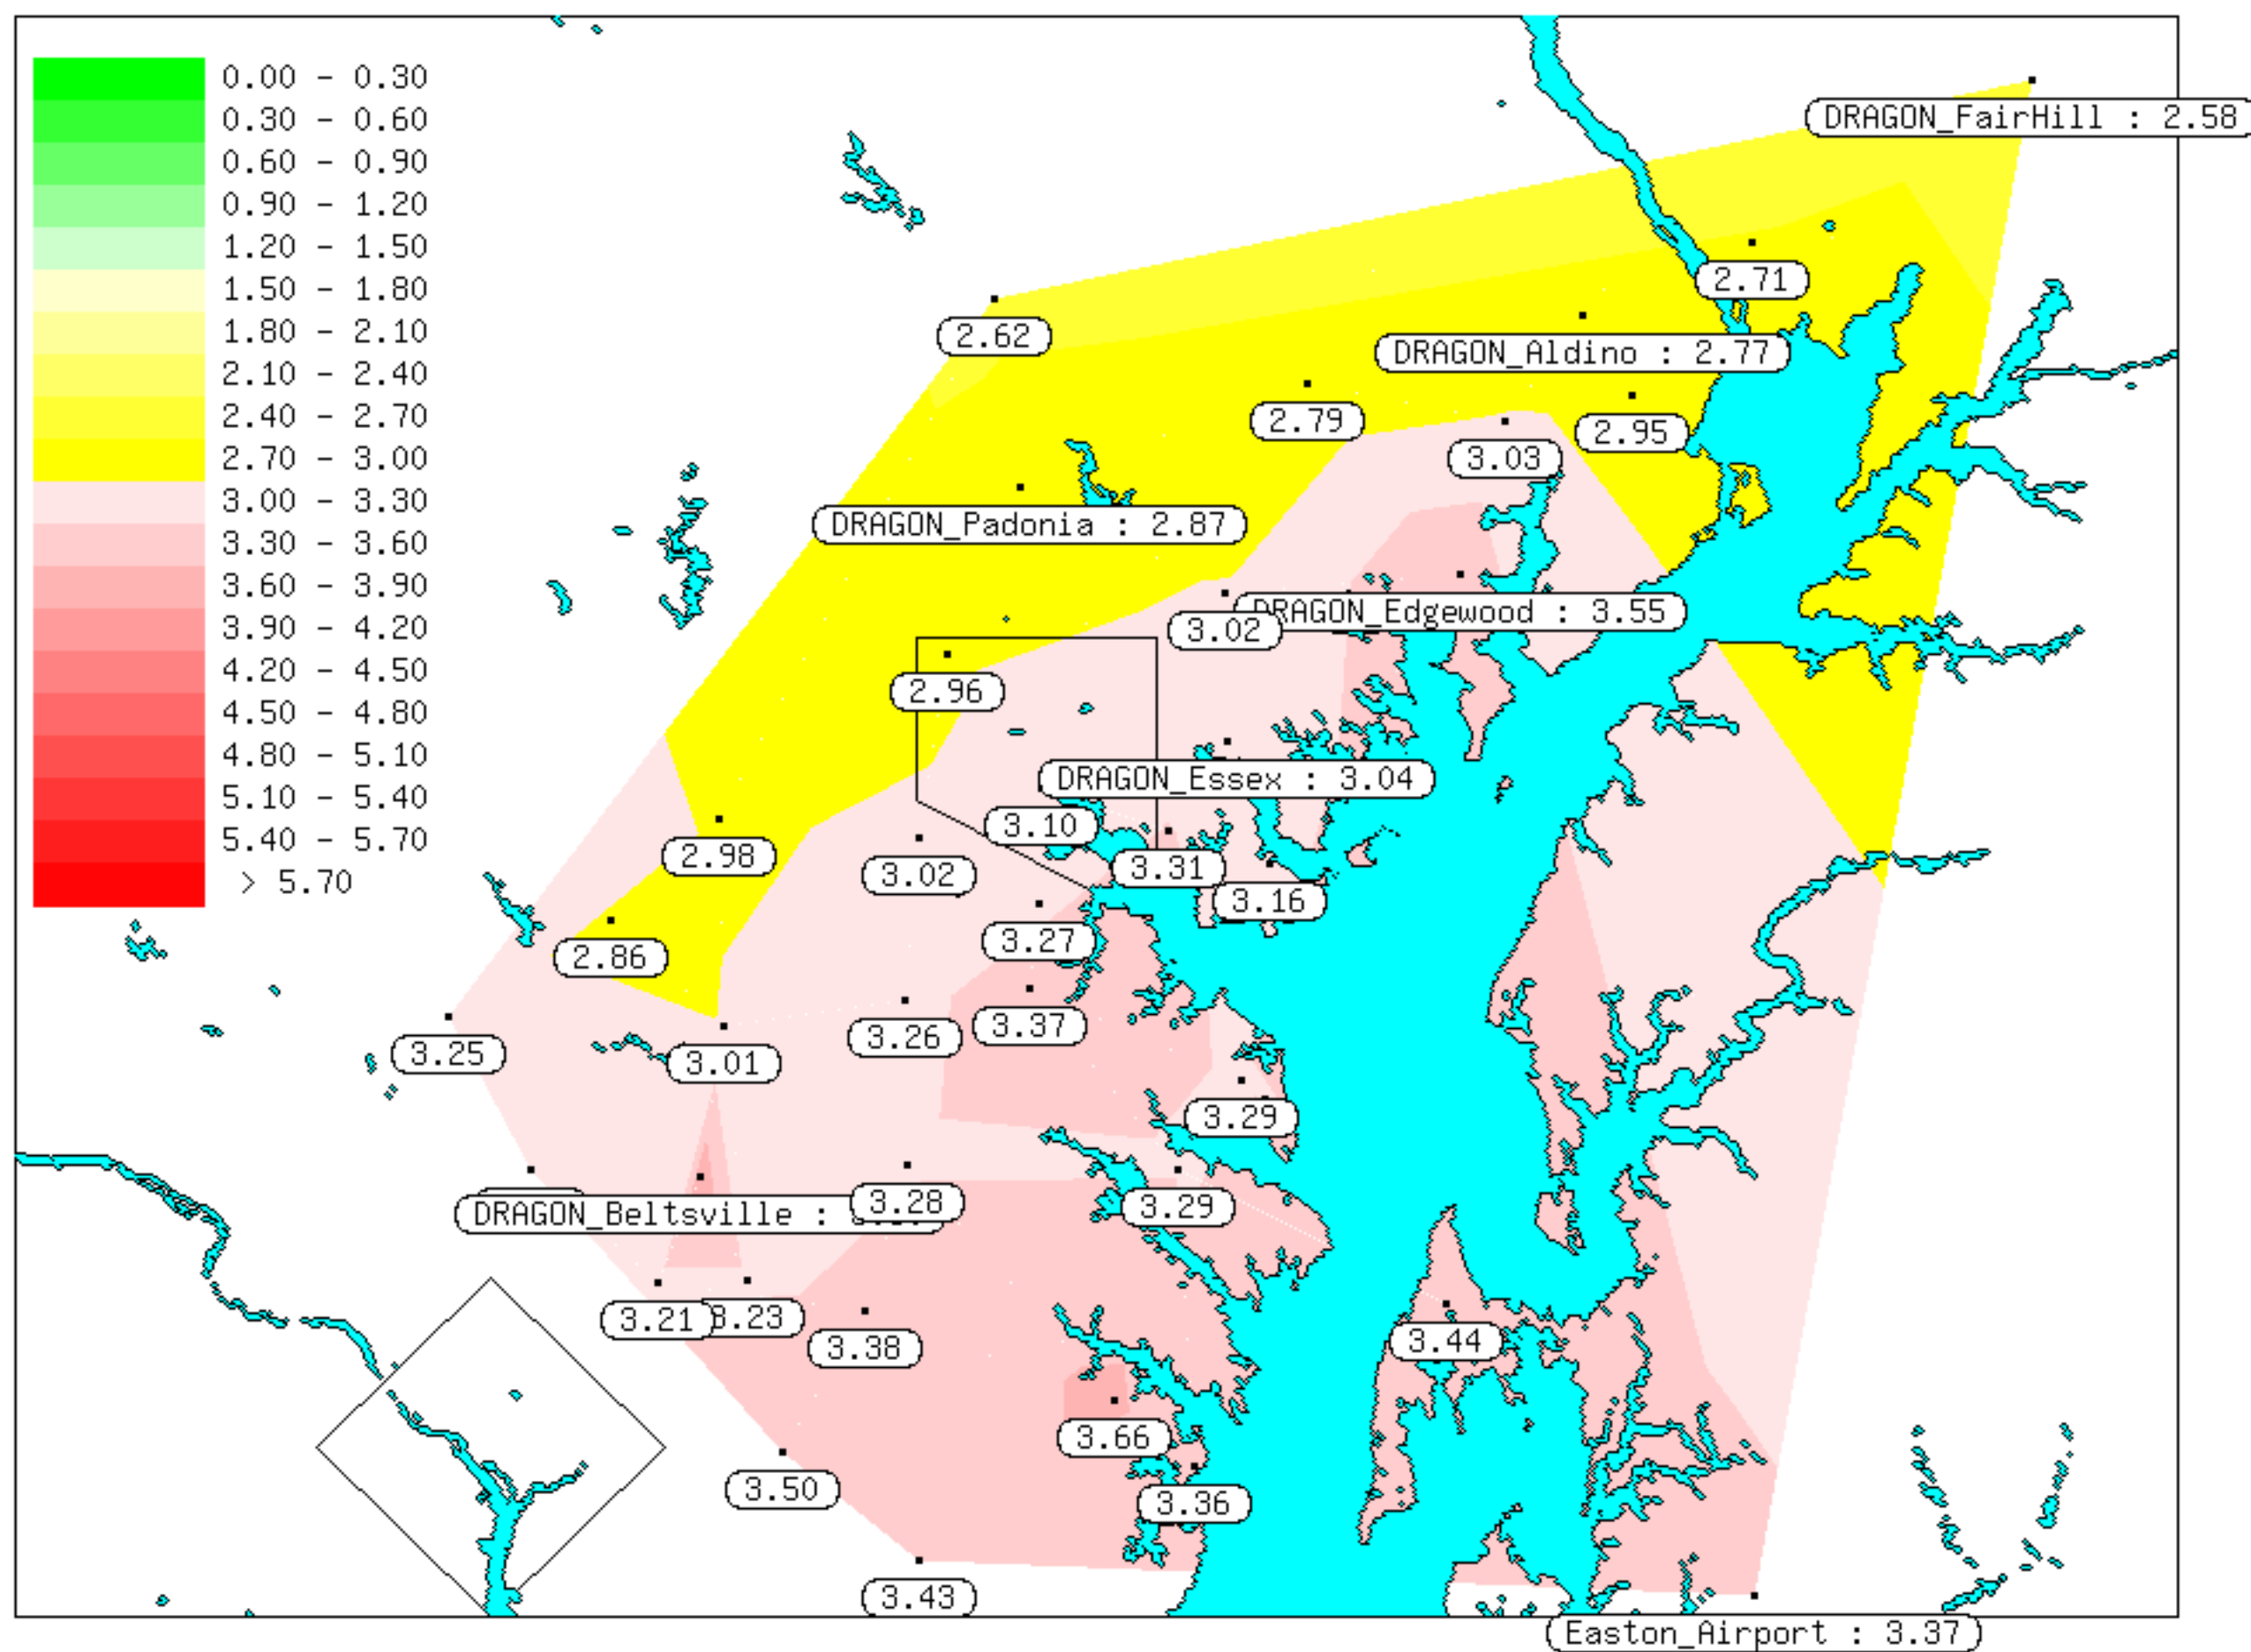 0.00 - 0.30
0.30 - 0.60
0.60 - 0.90
0.90 - 1.20
1.20 - 1.50
1.50 - 1.80
1.80 - 2.10
2.10 - 2.40
2.40 - 2.70
2.70 - 3.00
3.00 - 3.30
3.30 - 3.60
3.60 - 3.90
3.90 - 4.20
4.20 - 4.50
4.50 - 4.80
4.80 - 5.10
5.10 - 5.40
5.40 - 5.70
> 5.70
DRAGON_FairHill : 2.58
2.71
2.62
DRAGON_Aldino : 2.77
2.79
2.95
3.03
DRAGON_Padonia : 2.87
DRAGON_Edgewood : 3.55
3.02
2.96
DRAGON_Essex : 3.04
3.10
2.98
3.02
3.31
3.16
3.27
2.86
3.37
3.26
3.25
3.01
3.29
3.28
3.29
DRAGON_Beltsville :
3.21
3.23
3.38
3.44
3.66
3.50
3.36
3.43
Easton_Airport : 3.37